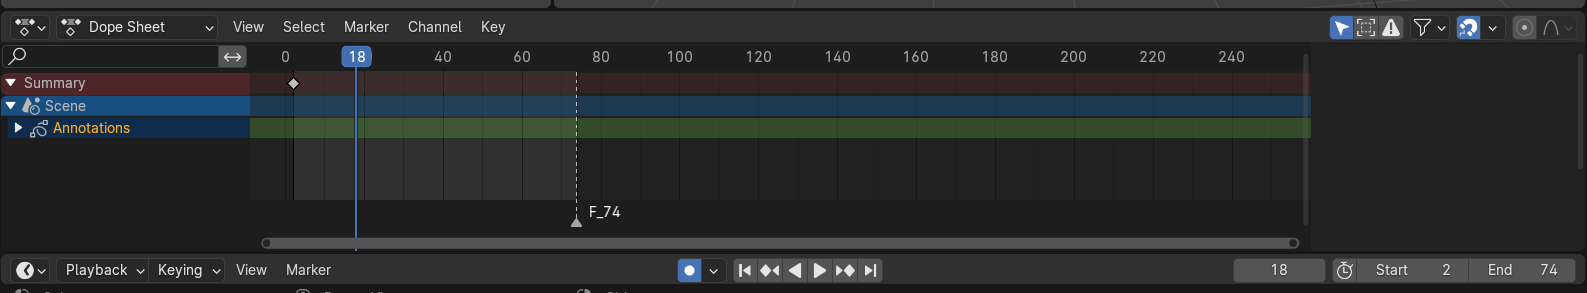 Dope Sheet View Select Marker Channel Key
0 18 40 60 80 100 120 140 160 180 200 220 240
Summary
Scene
Annotations
F_74
Playback Keying View Marker 18 Start 2 End 74